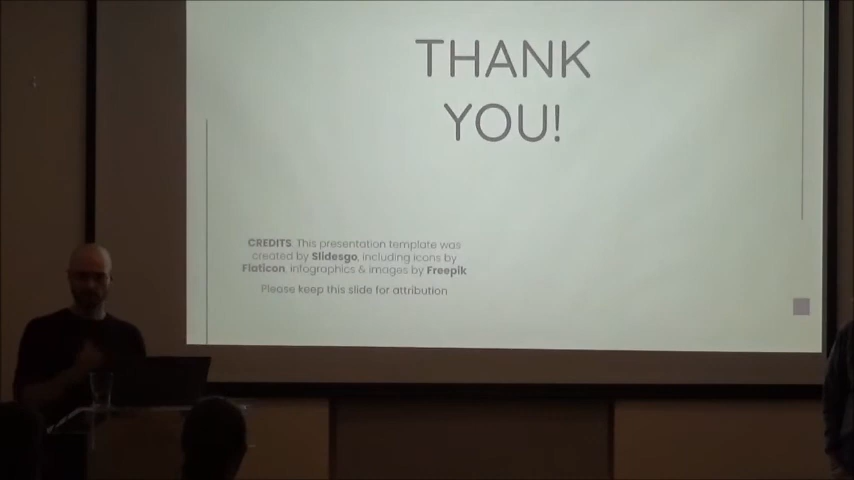 THANK
YOU!
CREDITS: This presentation template was
created by Slidesgo, including icons by
Flaticon, infographics & images by Freepik
Please keep this slide for attribution